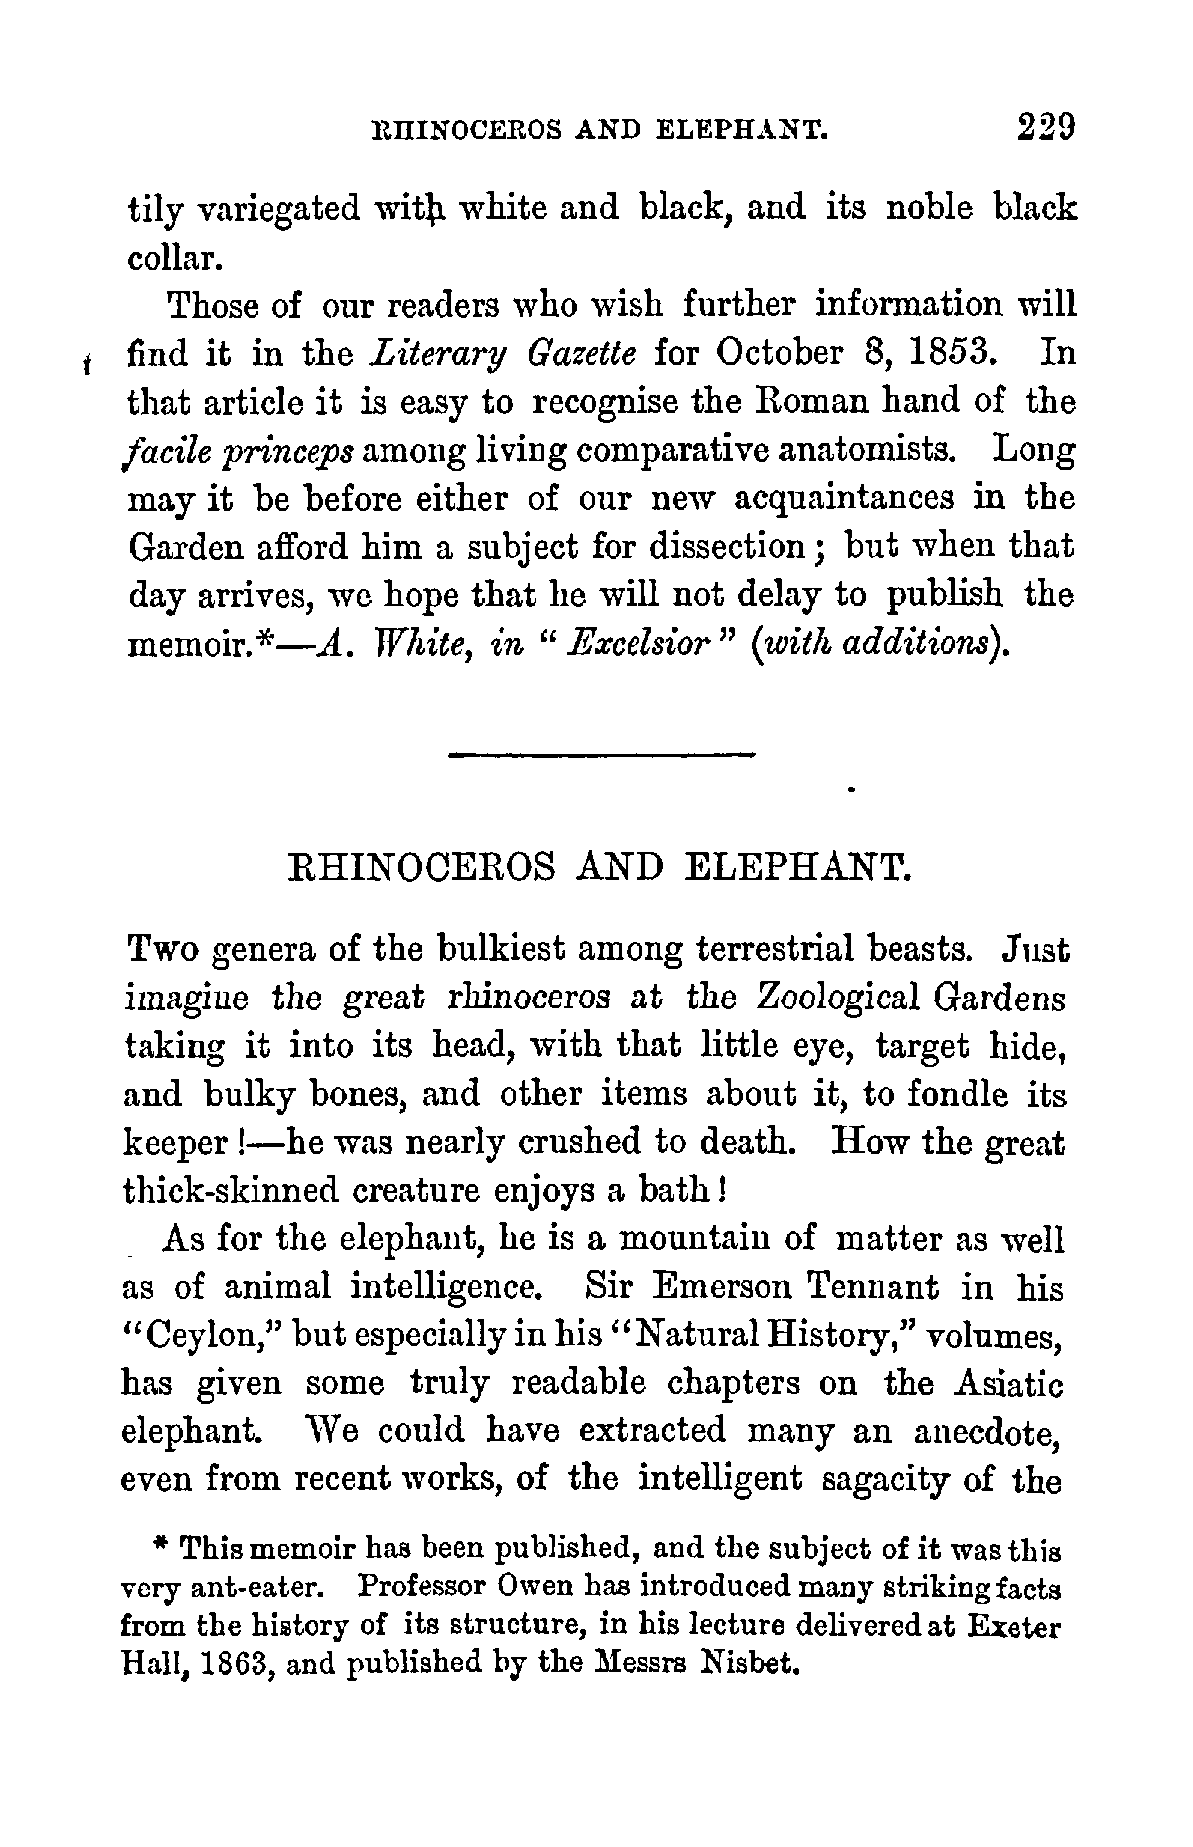 RHINOCEROS AND ELEPHANT. 229
tily variegated with white and black, and its noble black
collar.
Those of our readers who wish further information will
find it in the Literary Gazette for October 8, 1853. In
that article it is easy to recognise the Roman hand of the
facile princeps among living comparative anatomists. Long
may it be before either of our new acquaintances in the
Garden afford him a subject for dissection; but when that
day arrives, we hope that he will not delay to publish the
memoir.*—A. White, in "Excelsior" (with additions).
RHINOCEROS AND ELEPHANT.
Two genera of the bulkiest among terrestrial beasts. Just
imagine the great rhinoceros at the Zoological Gardens
taking it into its head, with that little eye, target hide,
and bulky bones, and other items about it, to fondle its
keeper!—he was nearly crushed to death. How the great
thick-skinned creature enjoys a bath!
As for the elephant, he is a mountain of matter as well
as of animal intelligence. Sir Emerson Tennant in his
"Ceylon," but especially in his "Natural History," volumes,
has given some truly readable chapters on the Asiatic
elephant. We could have extracted many an anecdote,
even from recent works, of the intelligent sagacity of the
* This memoir has been published, and the subject of it was this
very ant-eater. Professor Owen has introduced many striking facts
from the history of its structure, in his lecture delivered at Exeter
Hall, 1863, and published by the Messrs Nisbet.